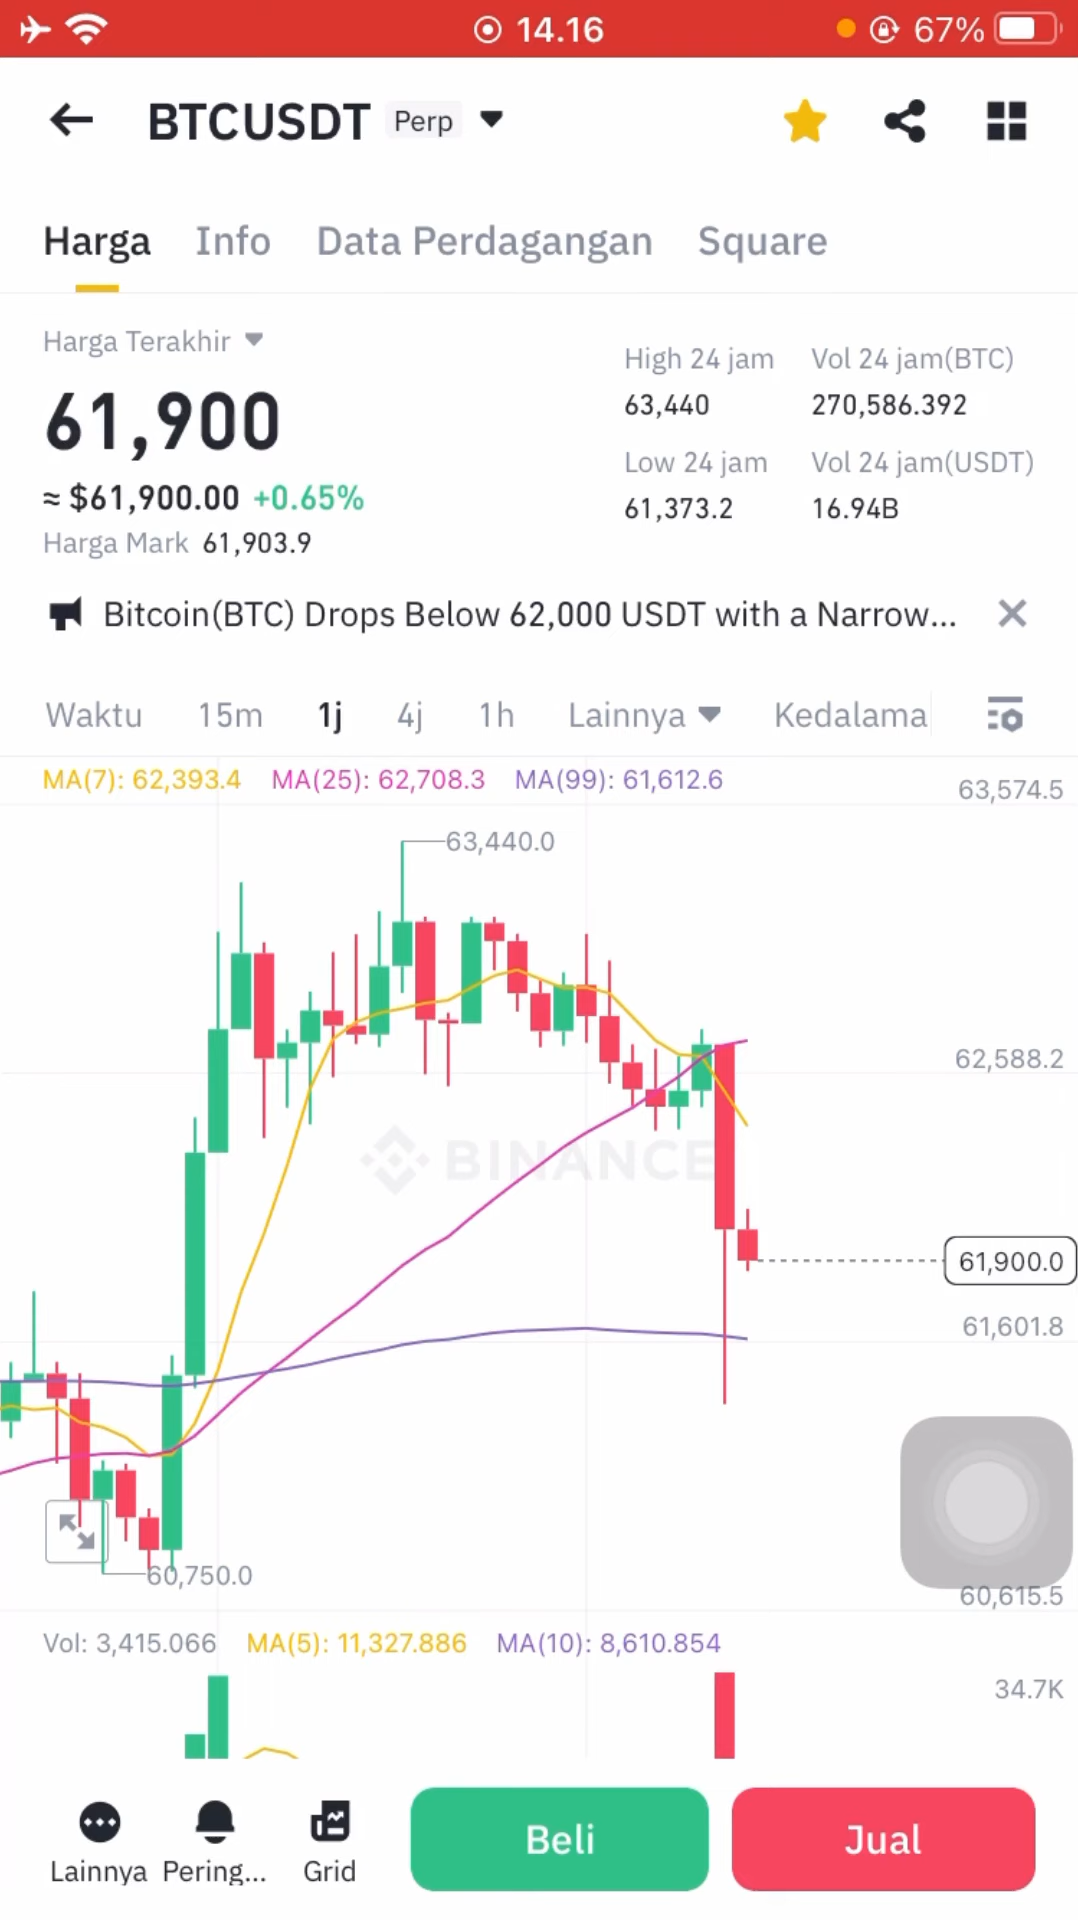 14.16
67%
BTCUSDT Perp
Harga Info Data Perdagangan Square
Harga Terakhir
61,900
≈ $61,900.00 +0.65%
Harga Mark 61,903.9
High 24 jam
63,440
Vol 24 jam(BTC)
270,586.392
Low 24 jam
61,373.2
Vol 24 jam(USDT)
16.94B
Bitcoin(BTC) Drops Below 62,000 USDT with a Narrow...
Waktu 15m 1j 4j 1h Lainnya Kedalama
MA(7): 62,393.4 MA(25): 62,708.3 MA(99): 61,612.6
63,574.5
63,440.0
62,588.2
BINANCE
61,900.0
61,601.8
60,750.0
60,615.5
Vol: 3,415.066 MA(5): 11,327.886 MA(10): 8,610.854
34.7K
Lainnya Pering... Grid
Beli
Jual